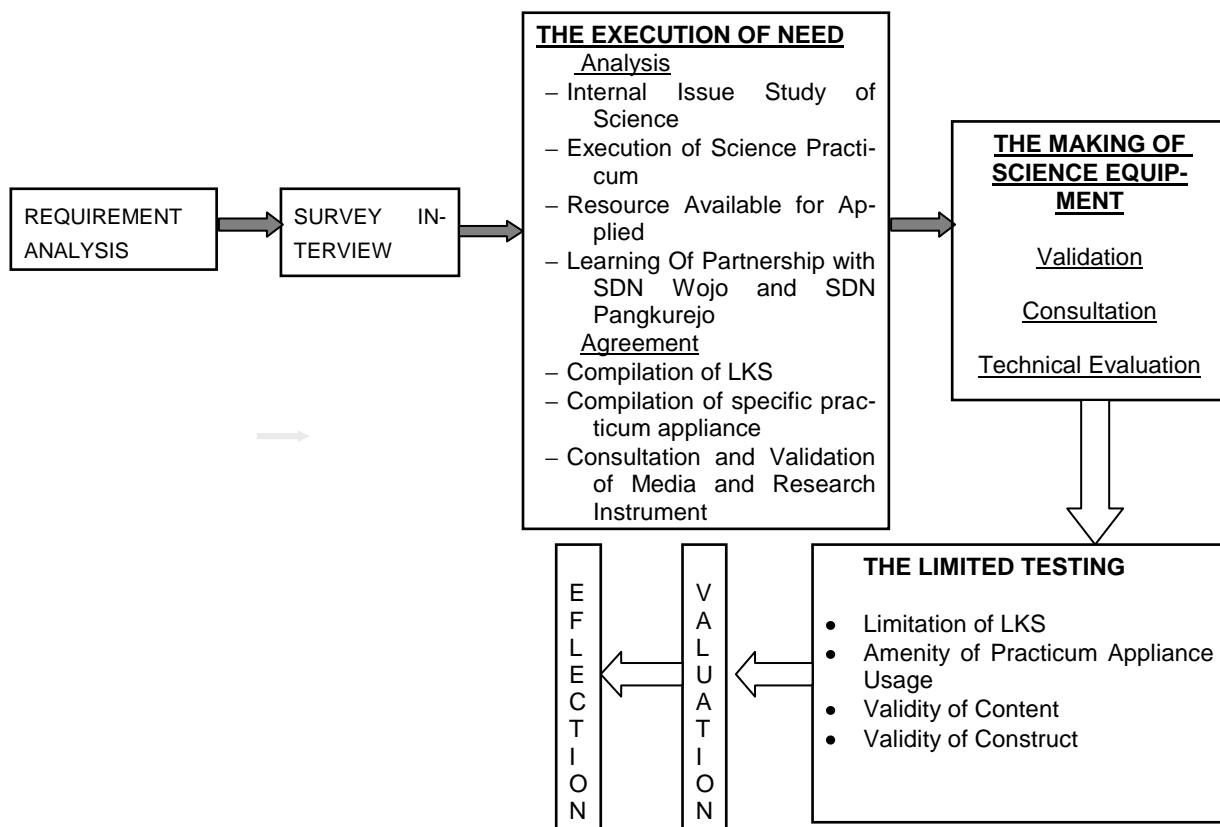 REQUIREMENT
ANALYSIS
SURVEY IN-
TERVIEW
THE EXECUTION OF NEED
Analysis
– Internal Issue Study of
Science
– Execution of Science Practi-
cum
– Resource Available for Ap-
plied
– Learning Of Partnership with
SDN Wojo and SDN
Pangkurejo
Agreement
– Compilation of LKS
– Compilation of specific prac-
ticum appliance
– Consultation and Validation
of Media and Research
Instrument
THE MAKING OF
SCIENCE EQUIP-
MENT
Validation
Consultation
Technical Evaluation
THE LIMITED TESTING
• Limitation of LKS
• Amenity of Practicum Appliance
Usage
• Validity of Content
• Validity of Construct
VALUATION
EFLECTION